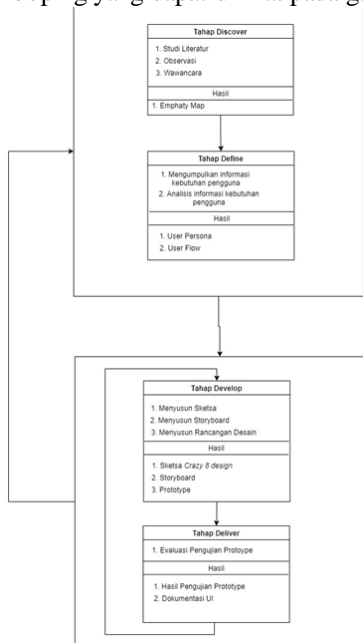 Tahap Discover
1. Studi Literatur
2. Observasi
3. Wawancara
Hasil
1. Emphaty Map
Tahap Define
1. Mengumpulkan informasi
kebutuhan pengguna
2. Analisis informasi kebutuhan
pengguna
Hasil
1. User Persona
2. User Flow
Tahap Develop
1. Menyusun Sketsa
2. Menyusun Storyboard
3. Menyusun Rancangan Desain
Hasil
1. Sketsa Crazy 8 design
2. Storyboard
3. Prototype
Tahap Deliver
1. Evaluasi Pengujian Protoype
Hasil
1. Hasil Pengujian Prototype
2. Dokumentasi UI